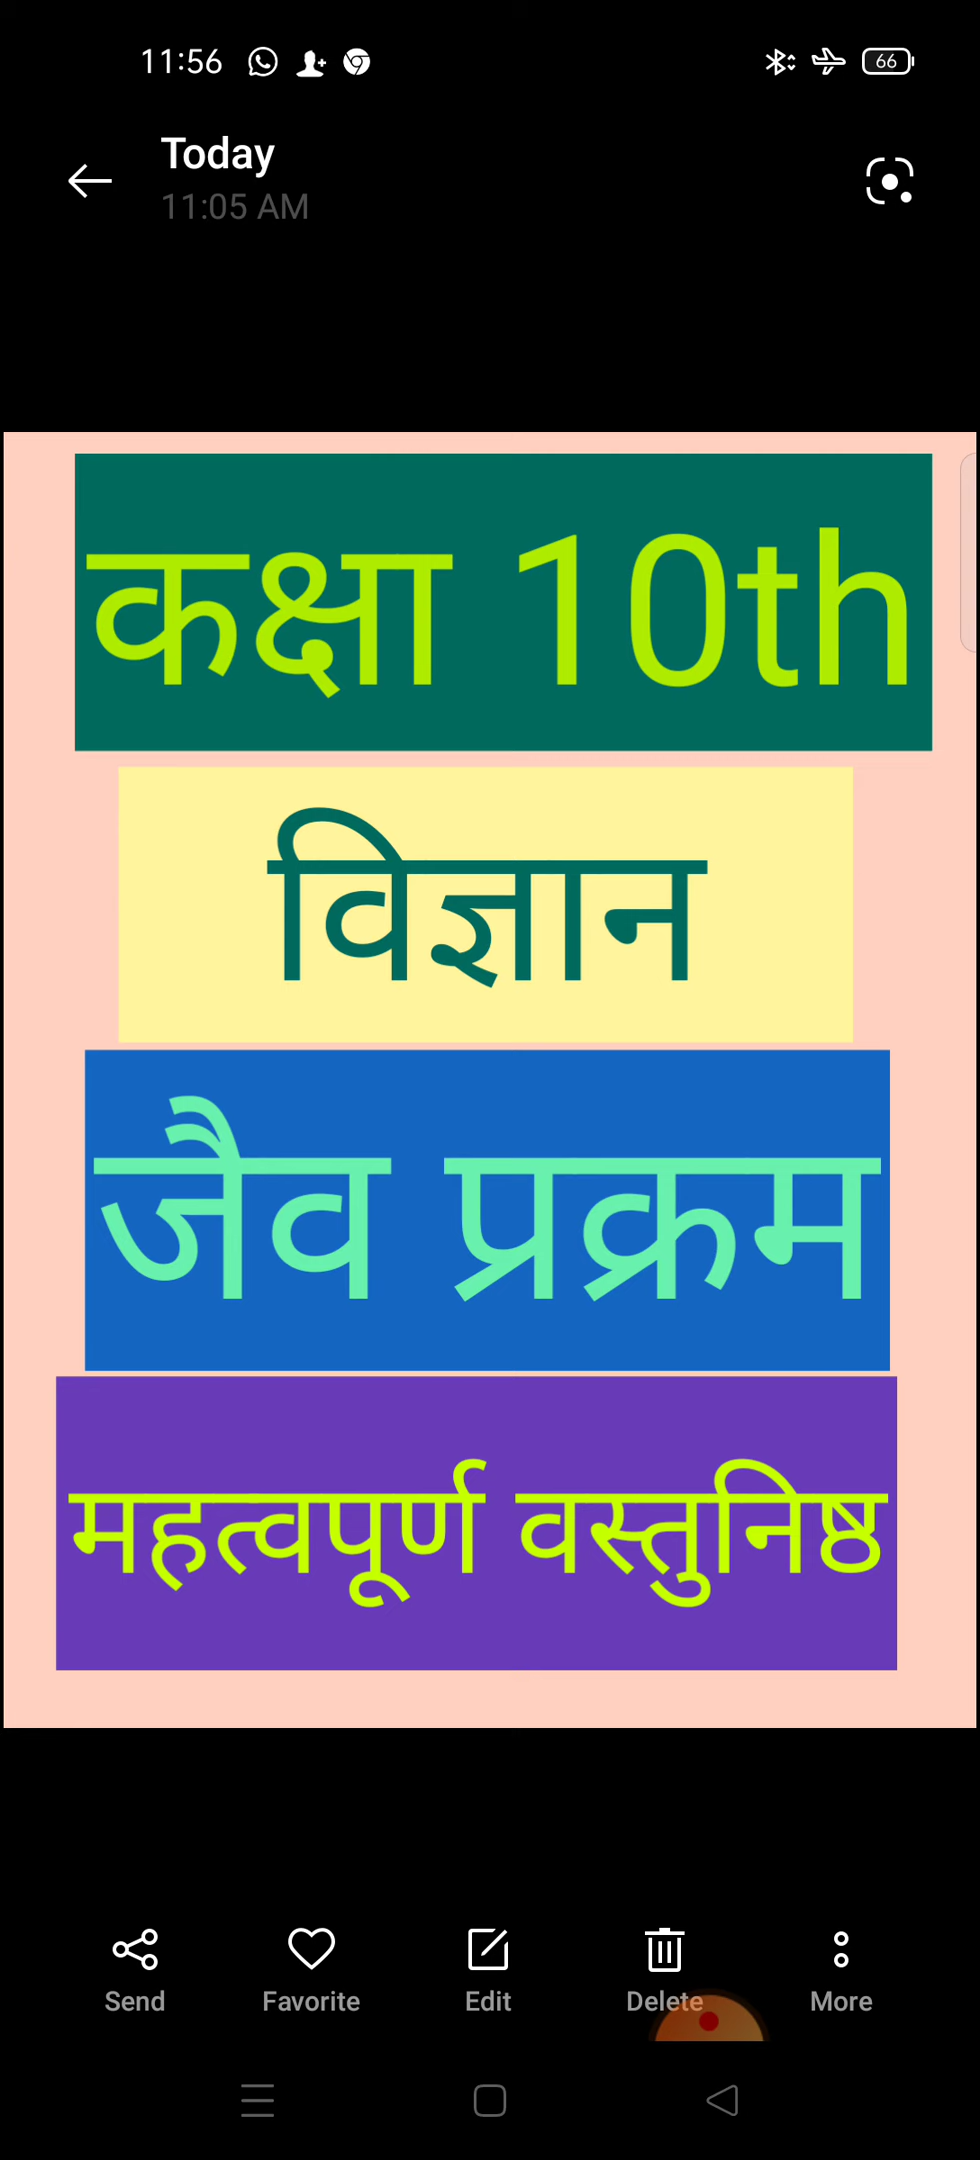 11:56
66
Today
11:05 AM
कक्षा 10th
विज्ञान
जैव प्रक्रम
महत्वपूर्ण वस्तुनिष्ठ
Send Favorite Edit Delete More